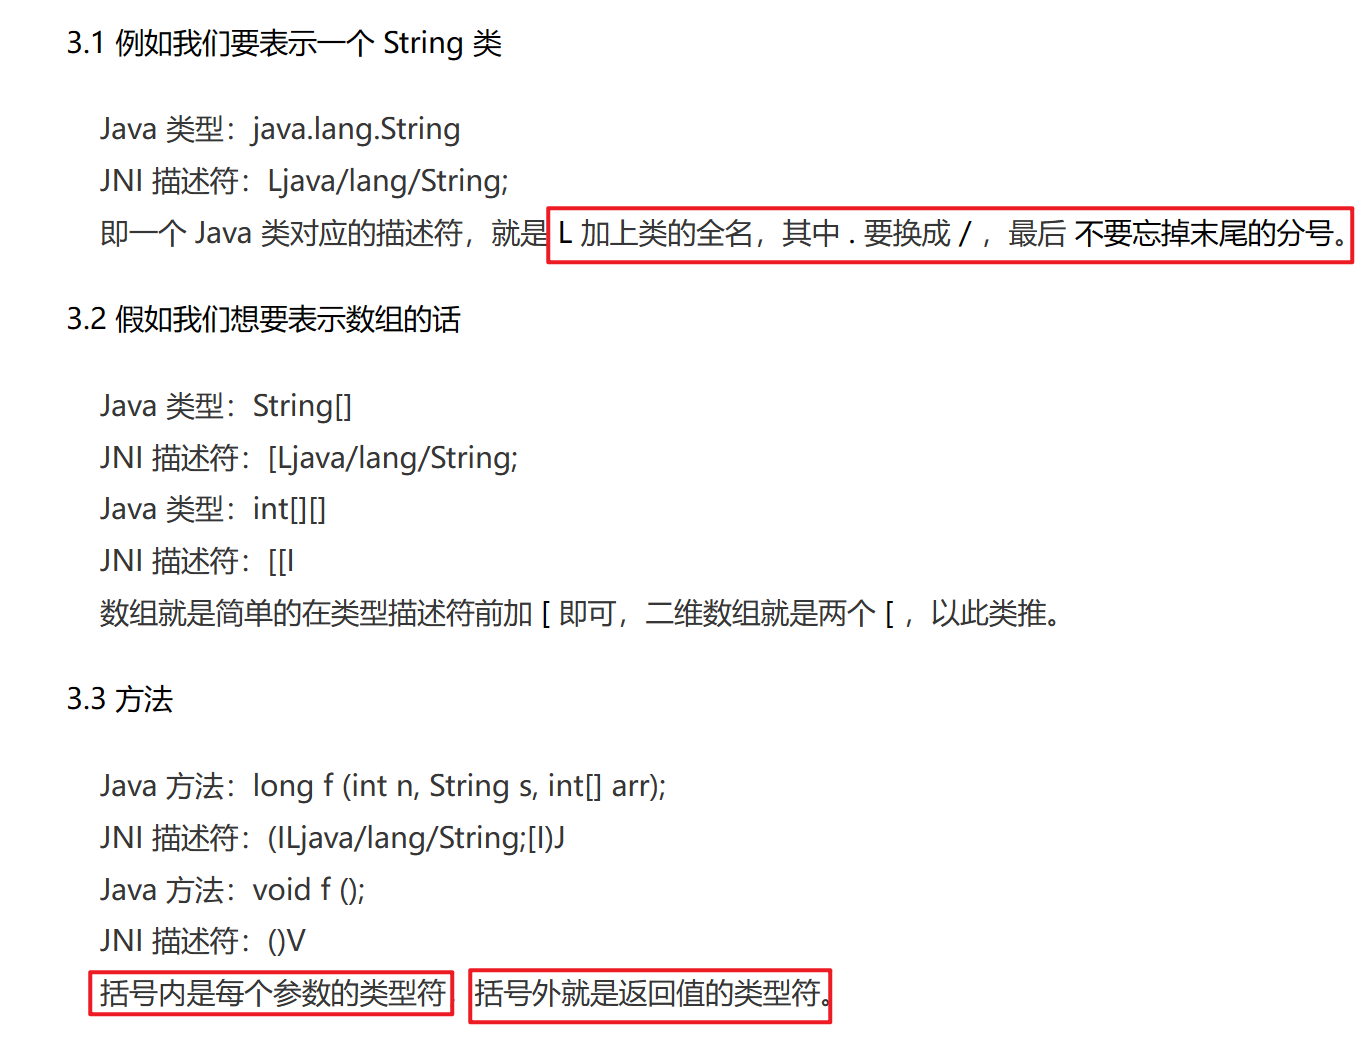 3.1 例如我们要表示一个 String 类
Java 类型：java.lang.String
JNI 描述符：Ljava/lang/String;
即一个 Java 类对应的描述符，就是 L 加上类的全名，其中 . 要换成 / ，最后 不要忘掉末尾的分号。
3.2 假如我们想要表示数组的话
Java 类型：String[]
JNI 描述符：[Ljava/lang/String;
Java 类型：int[][]
JNI 描述符：[[I
数组就是简单的在类型描述符前加 [ 即可，二维数组就是两个 [ ，以此类推。
3.3 方法
Java 方法：long f (int n, String s, int[] arr);
JNI 描述符：(ILjava/lang/String;[I)J
Java 方法：void f ();
JNI 描述符：()V
括号内是每个参数的类型符 括号外就是返回值的类型符。